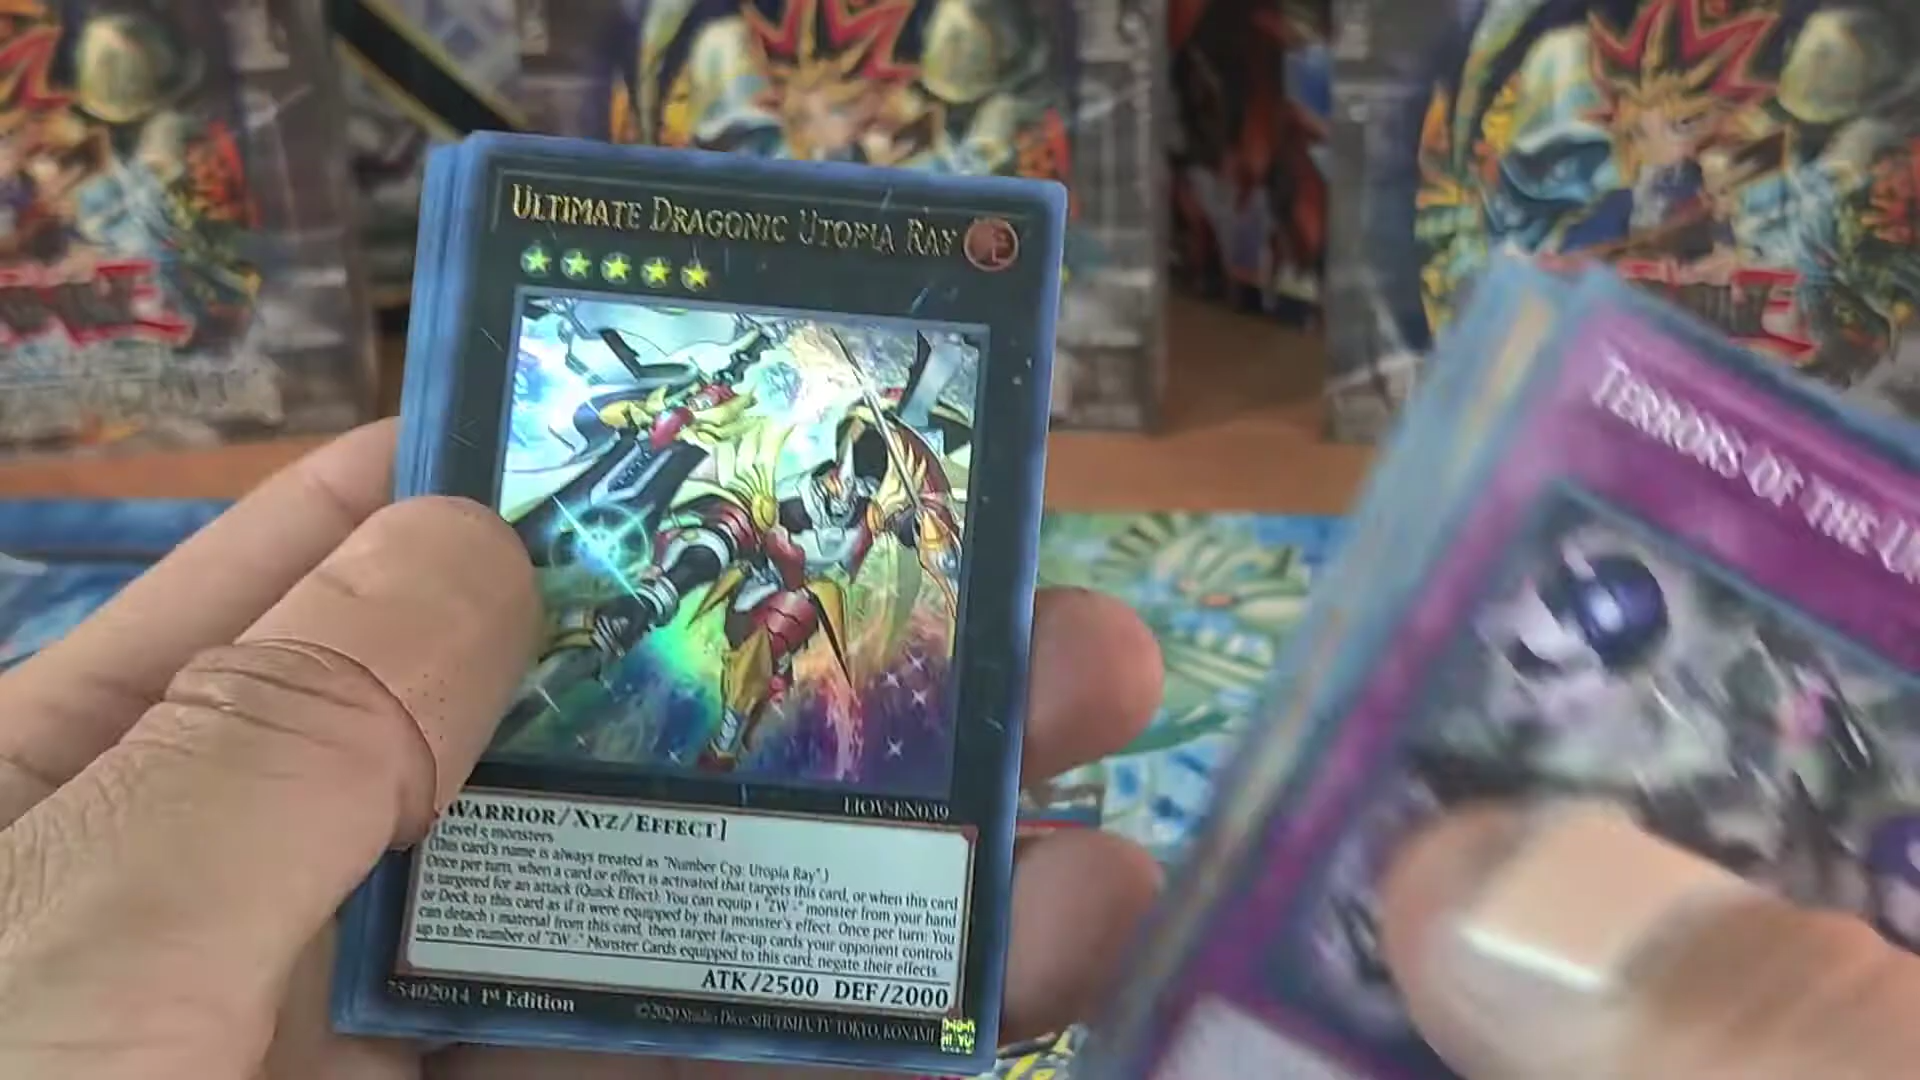 ULTIMATE DRAGONIC UTOPIA RAY
LIOV-EN039
WARRIOR/XYZ/EFFECT]
Level 5 monsters
(This card's name is always treated as "Number C39: Utopia Ray".)
Once per turn, when a card or effect is activated that targets this card, or when this card
is targeted for an attack (Quick Effect): You can equip 1 "ZW -" monster from your hand
or Deck to this card as if it were equipped by that monster's effect. Once per turn: You
can detach 1 material from this card, then target face-up cards your opponent controls
up to the number of "ZW -" Monster Cards equipped to this card; negate their effects.
ATK/2500 DEF/2000
75402014 1st Edition
©2020 Studio Dice/SHUEISHA, TV TOKYO, KONAMI
TERRORS OF THE